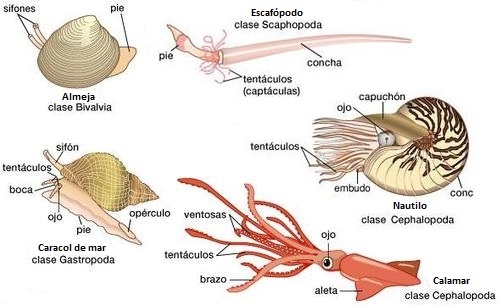 sifones
pie
Almeja
clase Bivalvia
Escafópodo
clase Scaphopoda
pie
concha
tentáculos
(captáculas)
capuchón
ojo
tentáculos
embudo
conc
Nautilo
clase Cephalopoda
sifón
tentáculos
boca
ojo
pie
opérculo
Caracol de mar
clase Gastropoda
ventosas
ojo
tentáculos
brazo
aleta
Calamar
clase Cephalopoda